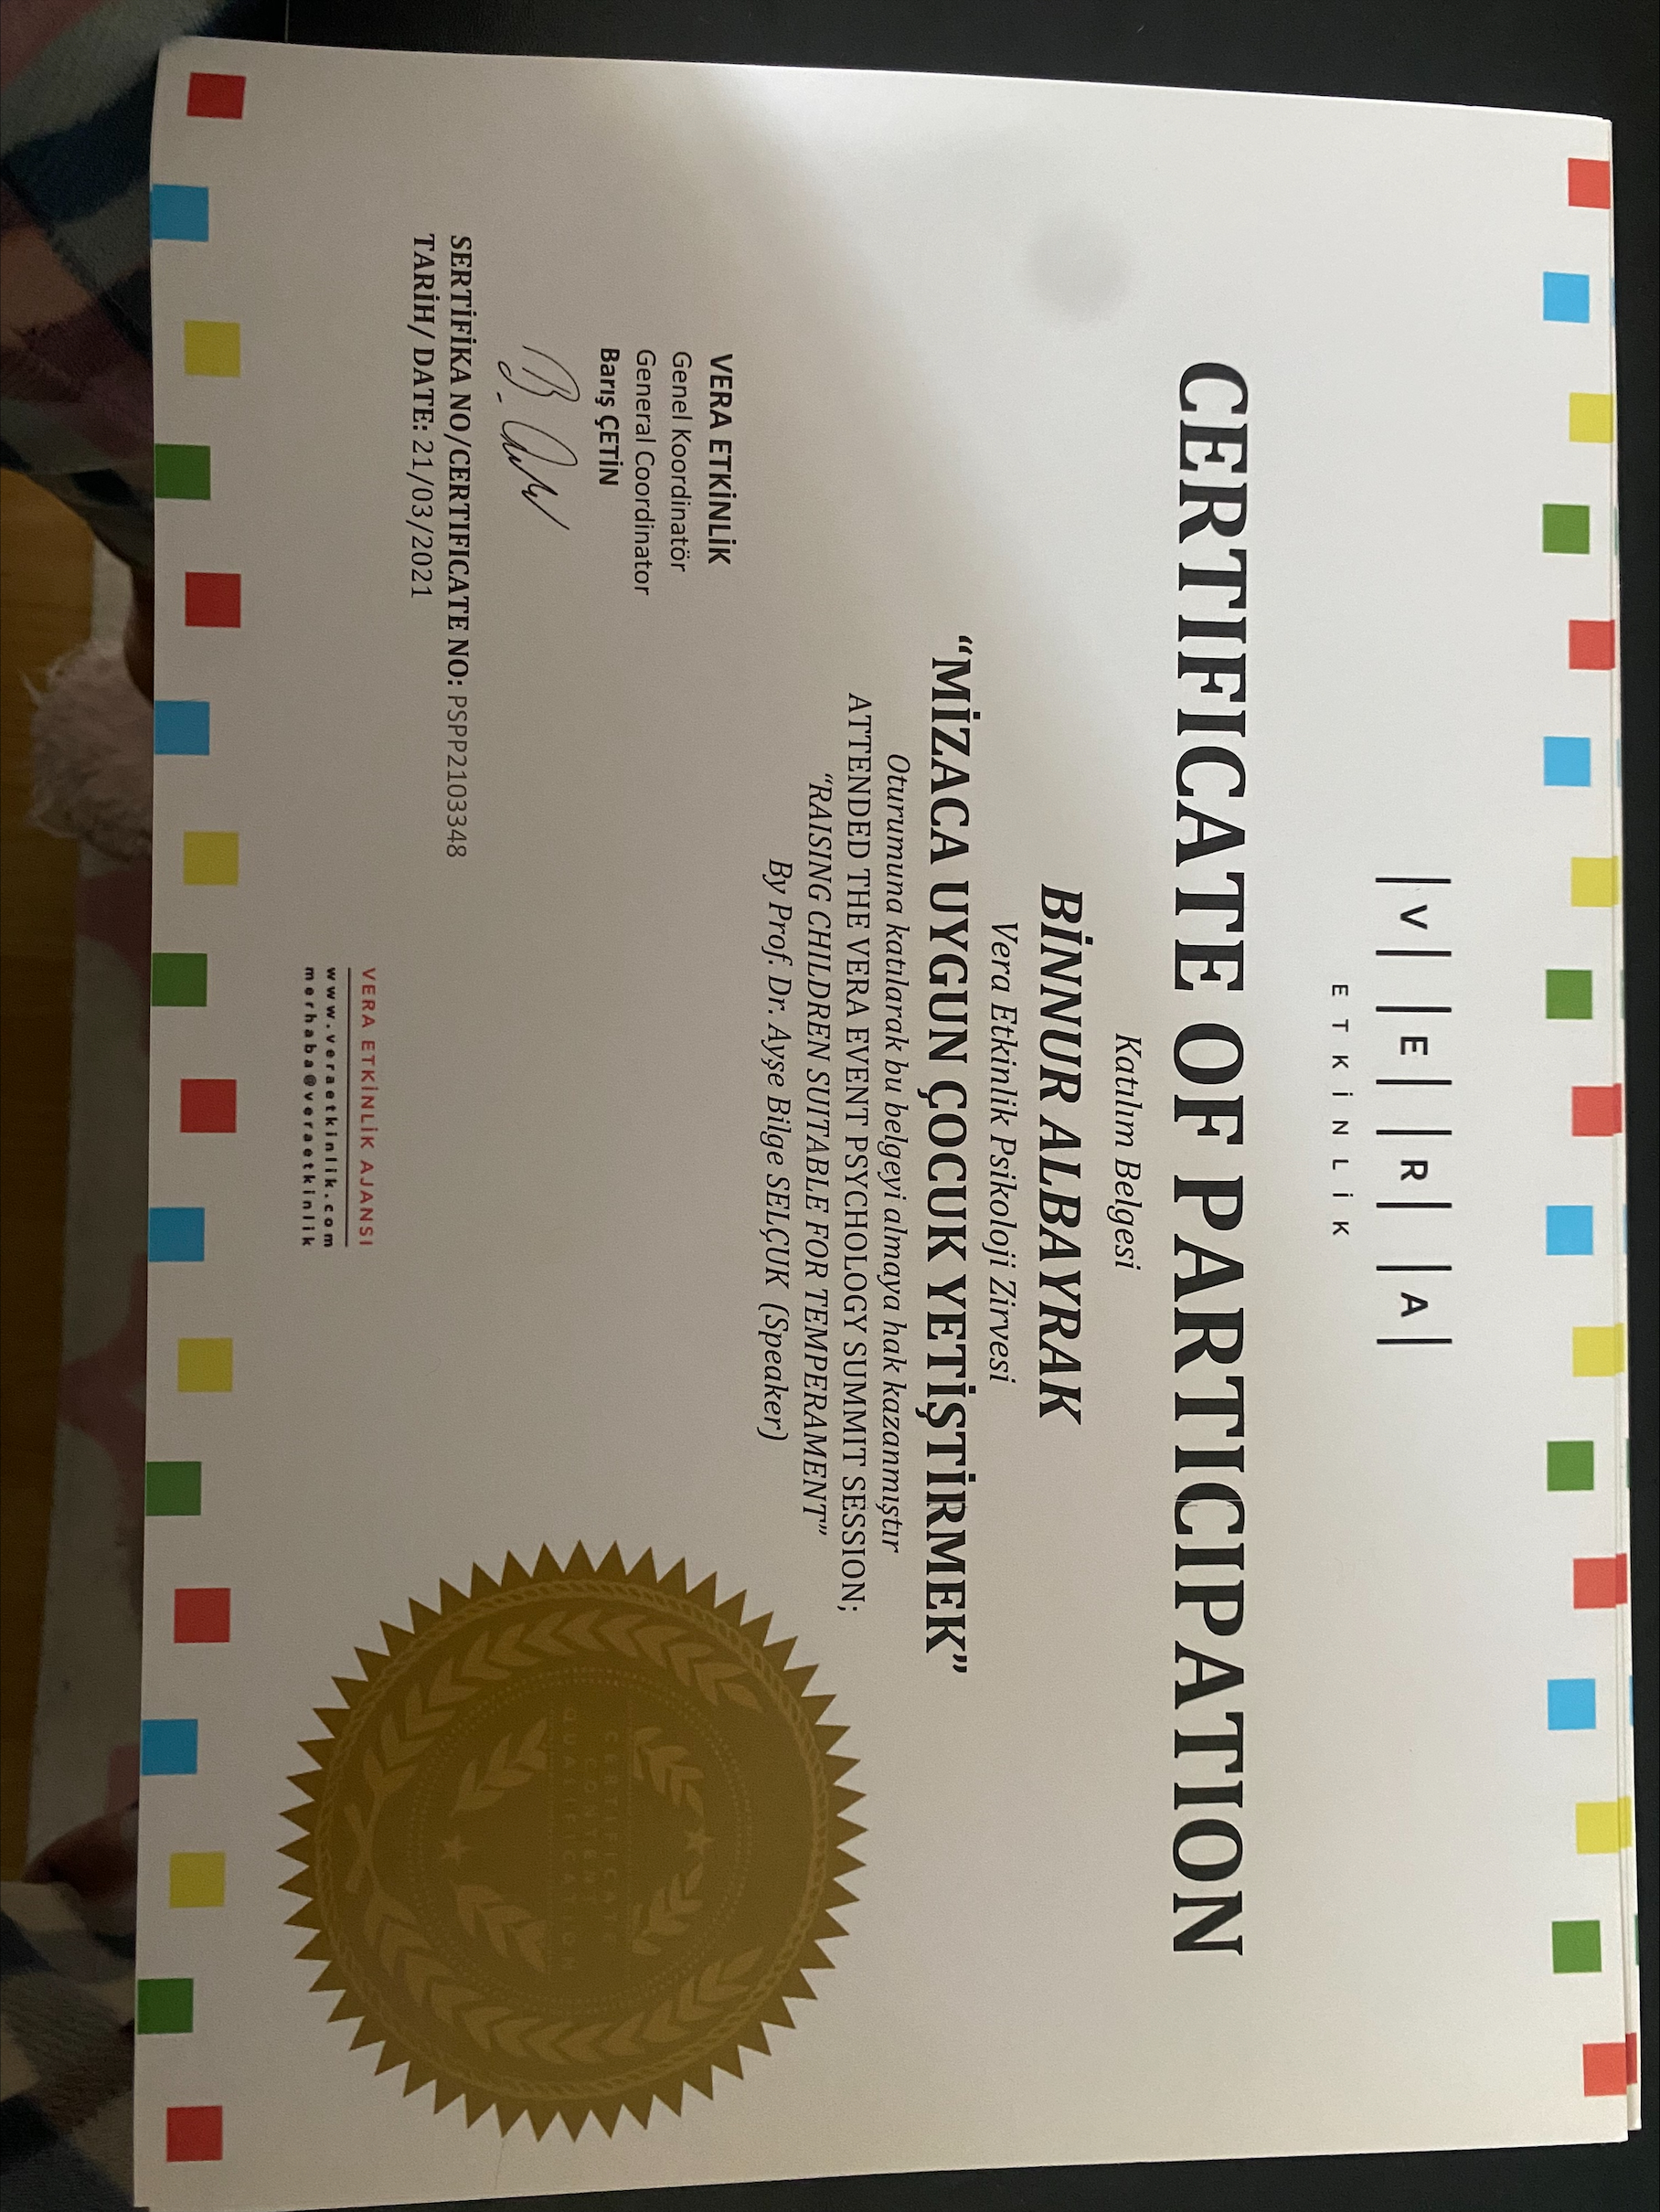 VERA
ETKİNLİK
CERTIFICATE OF PARTICIPATION
Katılım Belgesi
BİNNUR ALBAYRAK
Vera Etkinlik Psikoloji Zirvesi
“MİZACA UYGUN ÇOCUK YETİŞTİRMEK”
Oturumuna katılarak bu belgeyi almaya hak kazanmıştır
ATTENDED THE VERA EVENT PSYCHOLOGY SUMMIT SESSION;
“RAISING CHILDREN SUITABLE FOR TEMPERAMENT”
By Prof. Dr. Ayşe Bilge SELÇUK (Speaker)
VERA ETKİNLİK
Genel Koordinatör
General Coordinator
Barış ÇETİN
SERTİFİKA NO/CERTIFICATE NO: PSPP2103348
TARİH/ DATE: 21/03/2021
VERA ETKİNLİK AJANSI
www.veraetkinlik.com
merhaba@veraetkinlik
CERTIFICATE
CONTENT
QUALIFICATION